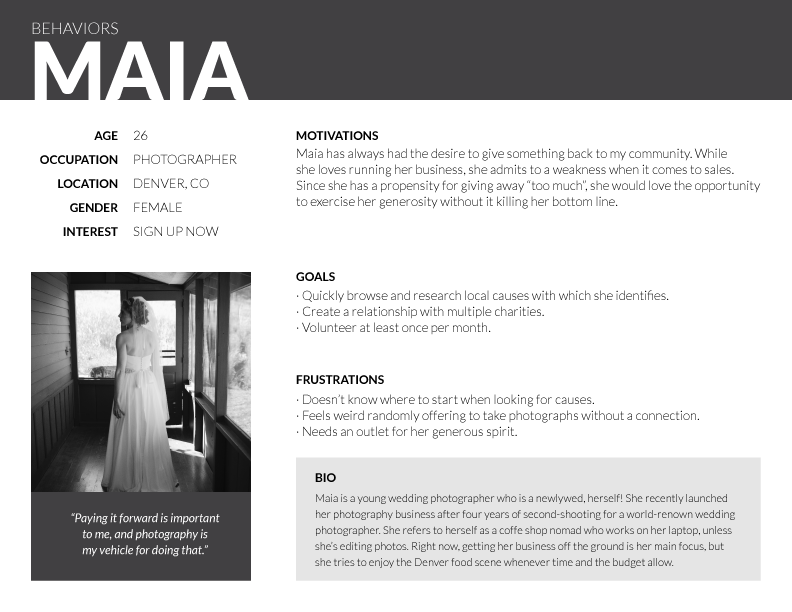 BEHAVIORS
MAIA
AGE 26
OCCUPATION PHOTOGRAPHER
LOCATION DENVER, CO
GENDER FEMALE
INTEREST SIGN UP NOW
“Paying it forward is important
to me, and photography is
my vehicle for doing that.”
MOTIVATIONS
Maia has always had the desire to give something back to my community. While
she loves running her business, she admits to a weakness when it comes to sales.
Since she has a propensity for giving away “too much”, she would love the opportunity
to exercise her generosity without it killing her bottom line.
GOALS
· Quickly browse and research local causes with which she identifies.
· Create a relationship with multiple charities.
· Volunteer at least once per month.
FRUSTRATIONS
· Doesn’t know where to start when looking for causes.
· Feels weird randomly offering to take photographs without a connection.
· Needs an outlet for her generous spirit.
BIO
Maia is a young wedding photographer who is a newlywed, herself! She recently launched
her photography business after four years of second-shooting for a world-renown wedding
photographer. She refers to herself as a coffe shop nomad who works on her laptop, unless
she’s editing photos. Right now, getting her business off the ground is her main focus, but
she tries to enjoy the Denver food scene whenever time and the budget allow.